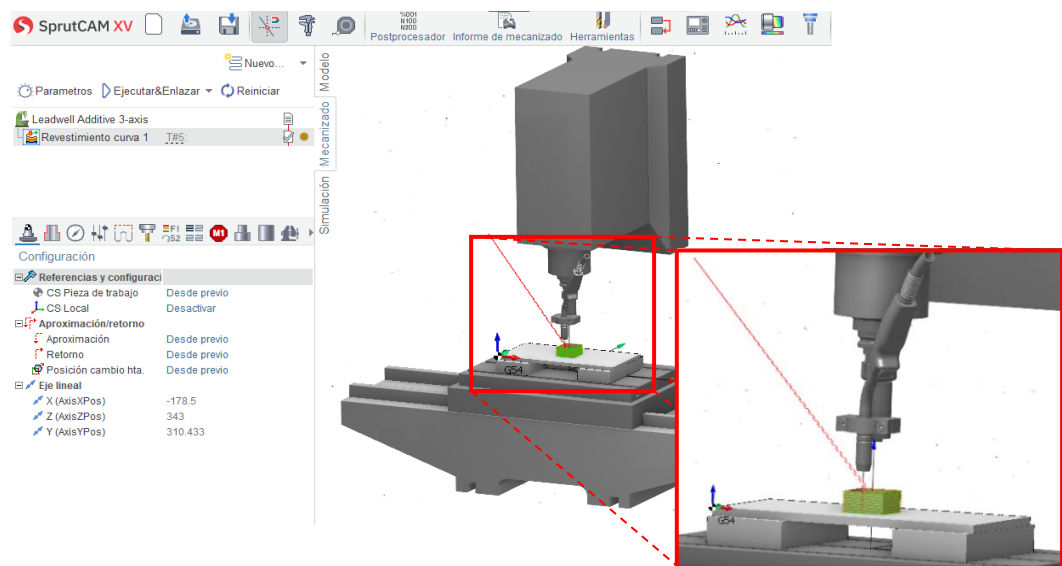 SprutCAM XV
%001
N100
N200
Postprocesador Informe de mecanizado Herramientas
Nuevo...
Parametros Ejecutar&Enlazar Reiniciar
Leadwell Additive 3-axis
Revestimiento curva 1 T#5:
Modelo
Mecanizado
Simulación
F1
S2
M1
Configuración
Referencias y configuraci
CS Pieza de trabajo Desde previo
CS Local Desactivar
Aproximación/retorno
Aproximación Desde previo
Retorno Desde previo
Posición cambio hta. Desde previo
Eje lineal
X (AxisXPos) -178.5
Z (AxisZPos) 343
Y (AxisYPos) 310.433
G54
G54